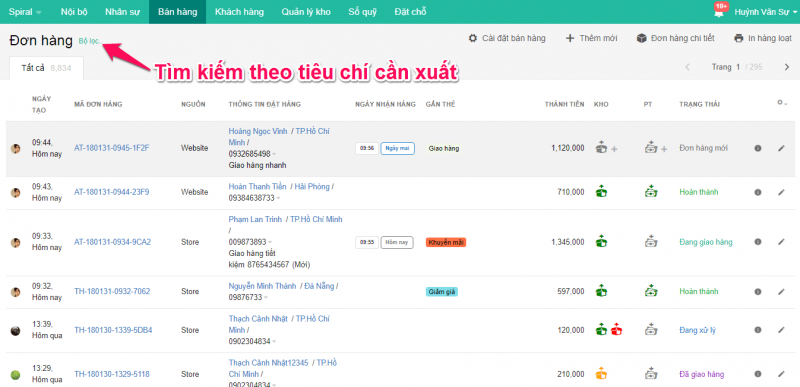 Spiral Nội bộ Nhân sự Bán hàng Khách hàng Quản lý kho Sổ quỹ Đặt chỗ 10+ Huỳnh Văn Sự
Đơn hàng Bộ lọc Cài đặt bán hàng Thêm mới Đơn hàng chi tiết In hàng loạt
Tìm kiếm theo tiêu chí cần xuất
Tất cả 8,834 Trang 1 / 295
NGÀY TẠO MÃ ĐƠN HÀNG NGUỒN THÔNG TIN ĐẶT HÀNG NGÀY NHẬN HÀNG GẮN THẺ THÀNH TIỀN KHO PT TRẠNG THÁI
09:44, Hôm nay AT-180131-0945-1F2F Website Hoàng Ngọc Vinh / TP.Hồ Chí Minh / 09:56 Ngày mai Giao hàng 1,120,000 Đơn hàng mới
0932685498
Giao hàng nhanh
09:43, Hôm nay AT-180131-0944-23F9 Website Hoàn Thanh Tiền / Hải Phòng / 710,000 Hoàn thành
09384638733
09:33, Hôm nay AT-180131-0934-9CA2 Store Phạm Lan Trinh / TP.Hồ Chí Minh / 09:55 Hôm nay Khuyến mãi 1,345,000 Đang giao hàng
009873893
Giao hàng tiết
kiệm 8765434567 (Mới)
09:32, Hôm nay TH-180131-0932-7062 Store Nguyễn Minh Thành / Đà Nẵng / Giảm giá 597,000 Hoàn thành
09876733
13:39, Hôm qua TH-180130-1339-5DB4 Store Thạch Cảnh Nhật / TP.Hồ Chí Minh / 120,000 Đang xử lý
0902304834
13:29, Hôm qua TH-180130-1329-5118 Store Thạch Cảnh Nhật12345 / TP.Hồ Chí Minh / 210,000 Đã giao hàng
0902304834